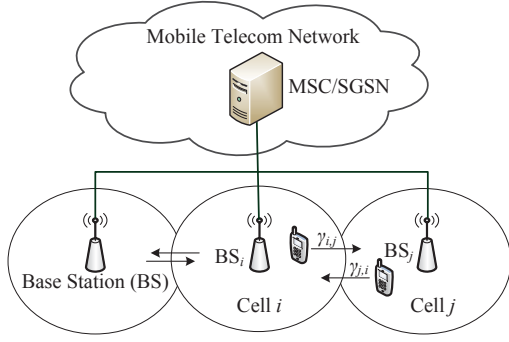 Mobile Telecom Network
MSC/SGSN
BSᵢ
γᵢ,ⱼ
BSⱼ
γⱼ,ᵢ
Base Station (BS)
Cell i
Cell j